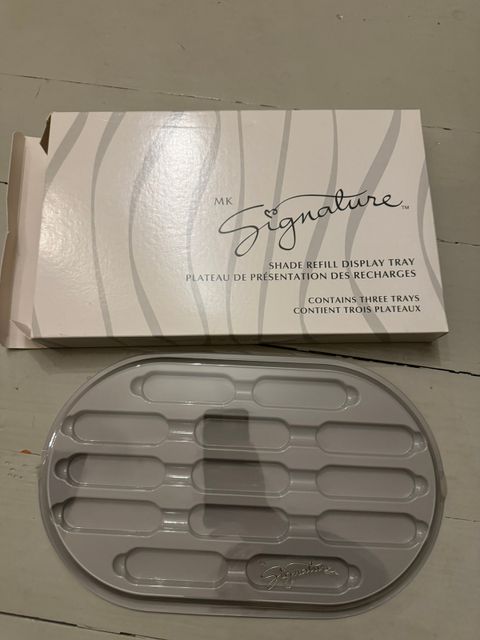 MK
Signature™
SHADE REFILL DISPLAY TRAY
PLATEAU DE PRÉSENTATION DES RECHARGES
CONTAINS THREE TRAYS
CONTIENT TROIS PLATEAUX
Signature